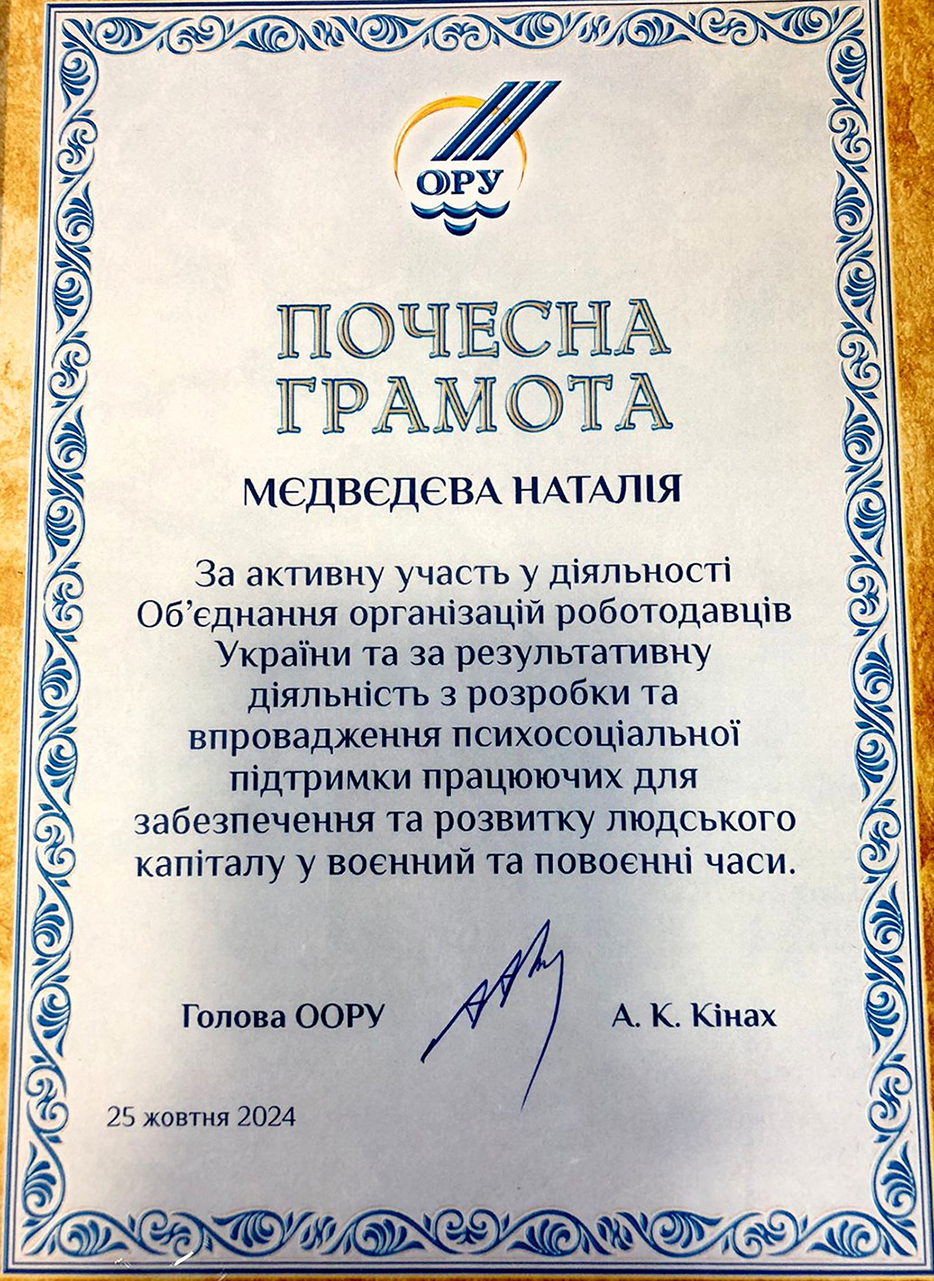 ОРУ
ПОЧЕСНА
ГРАМОТА
МЄДВЄДЄВА НАТАЛІЯ
За активну участь у діяльності
Об’єднання організацій роботодавців
України та за результативну
діяльність з розробки та
впровадження психосоціальної
підтримки працюючих для
забезпечення та розвитку людського
капіталу у воєнний та повоєнні часи.
Голова ООРУ А. К. Кінах
25 жовтня 2024